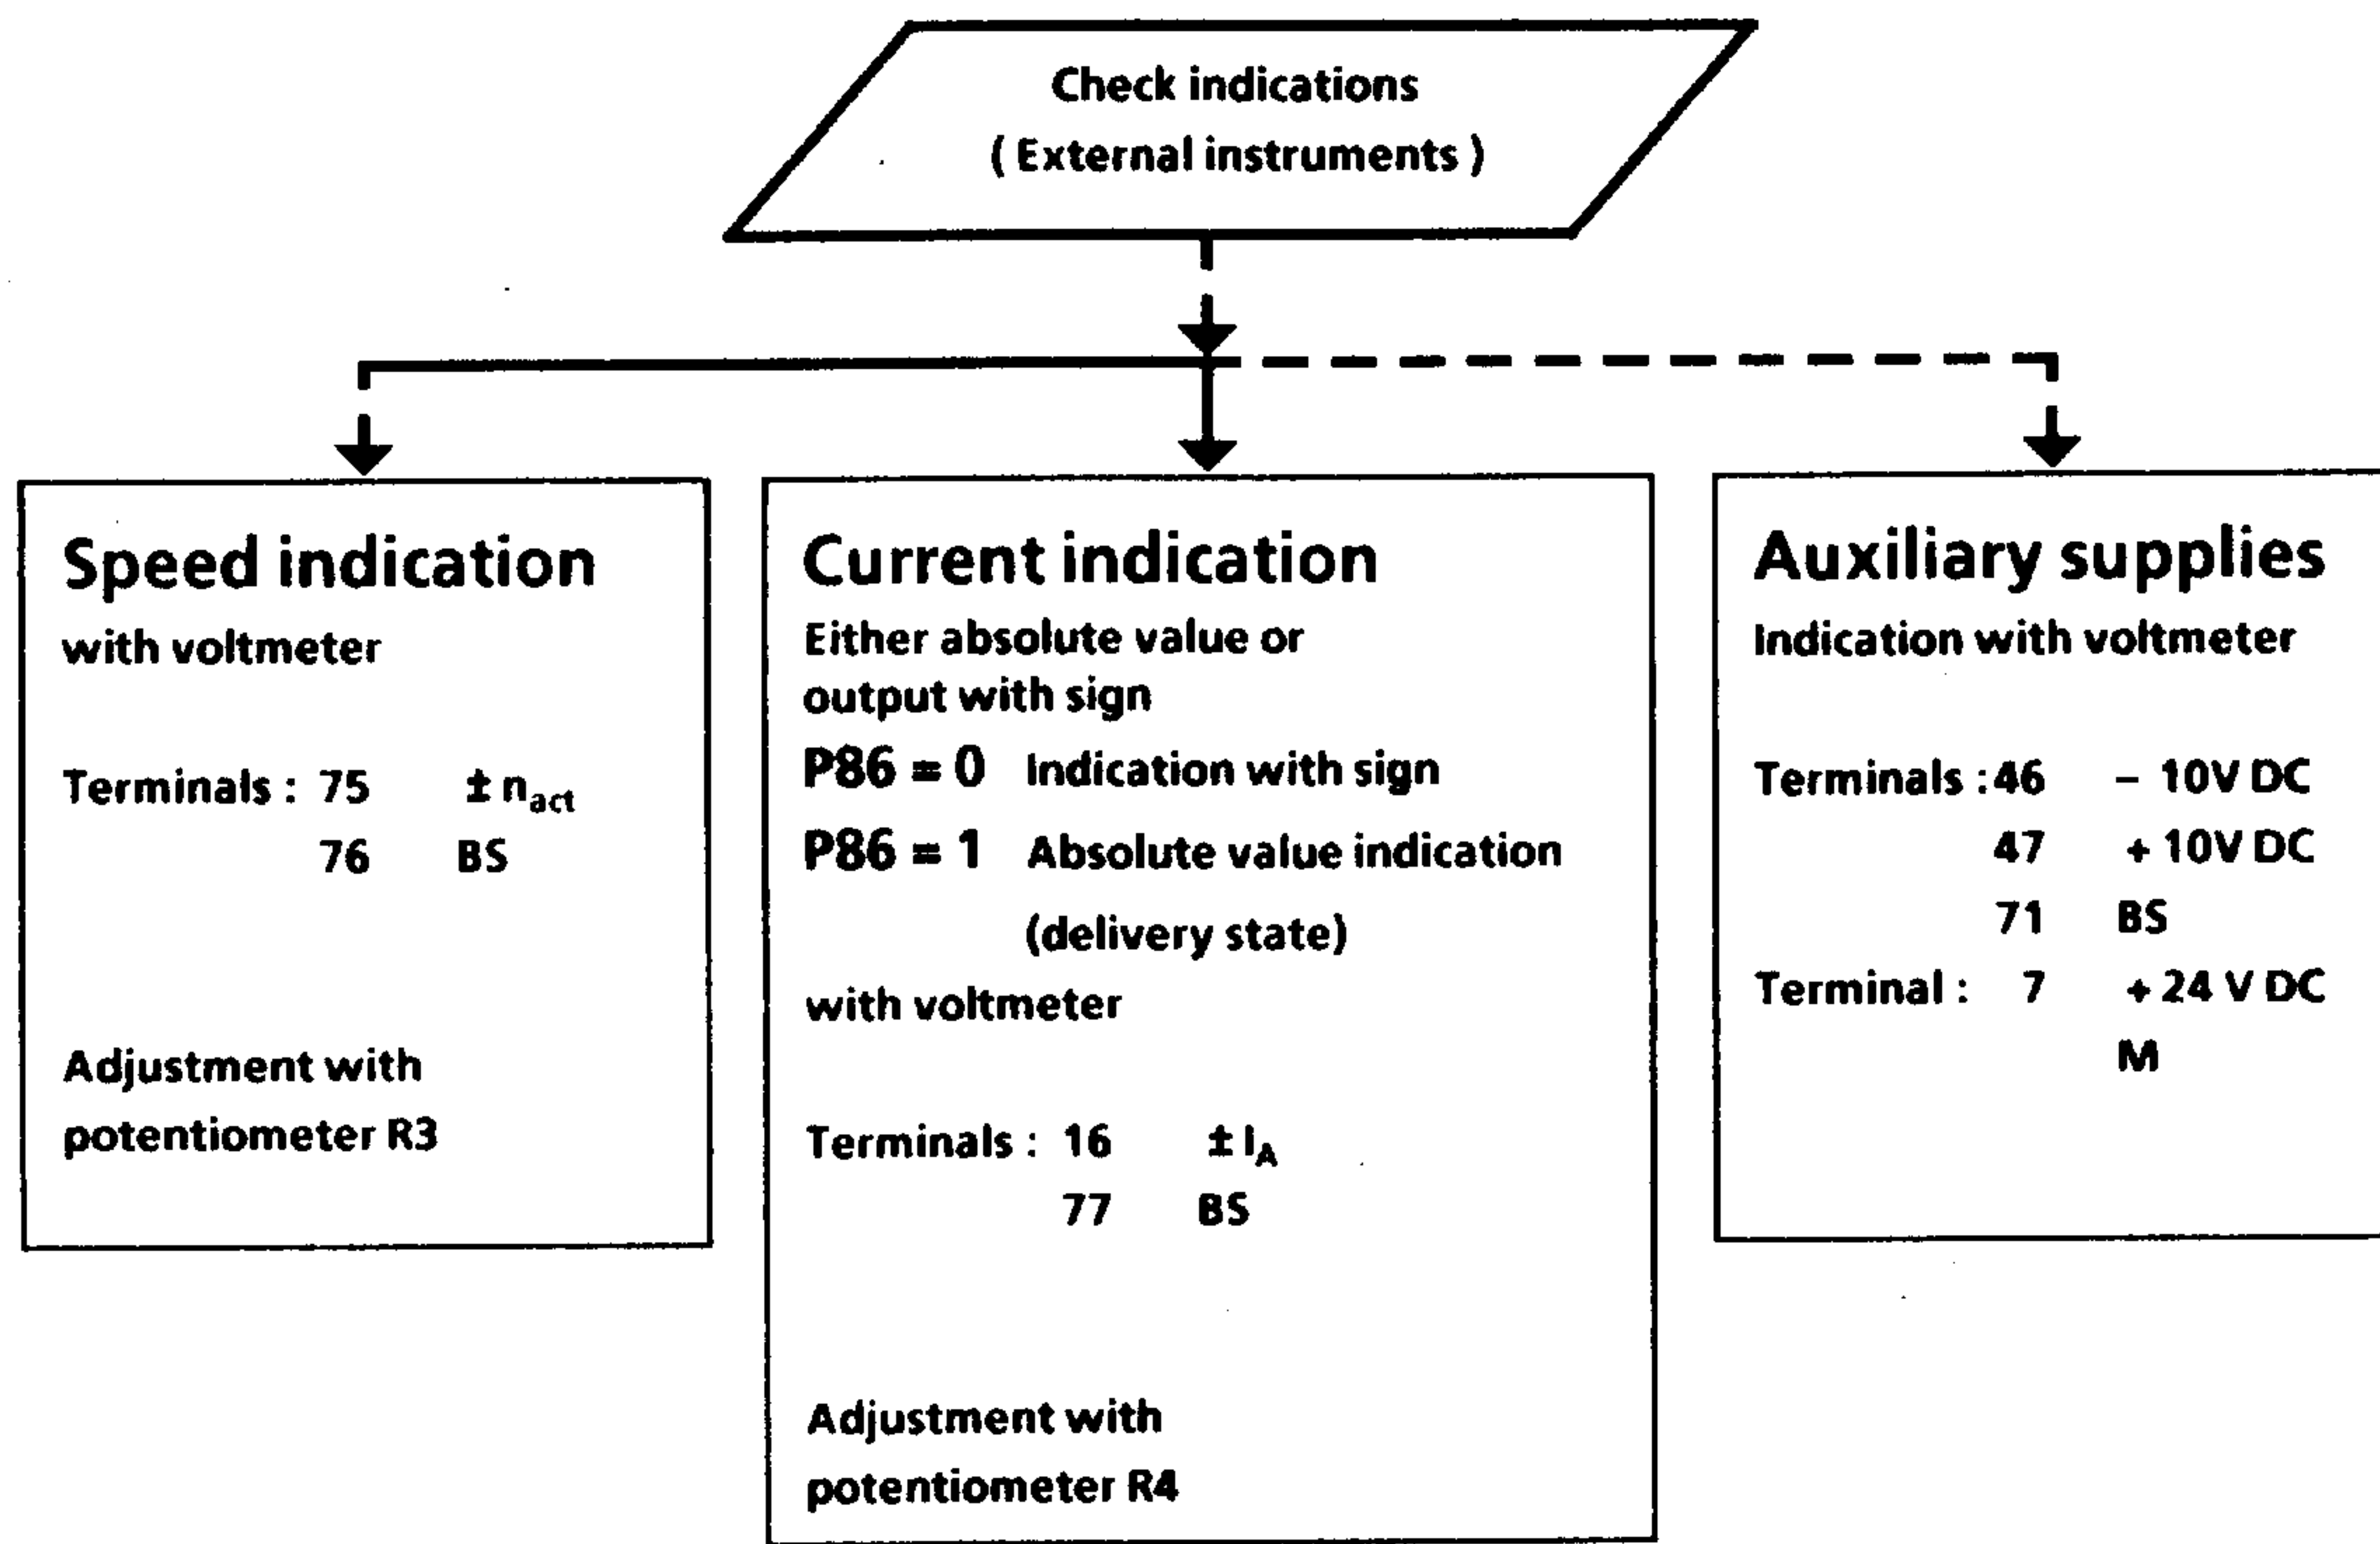 Check indications
( External instruments )
Speed indication
with voltmeter
Terminals : 75 ± nact
76 BS
Adjustment with
potentiometer R3
Current indication
Either absolute value or
output with sign
P86 = 0 Indication with sign
P86 = 1 Absolute value indication
(delivery state)
with voltmeter
Terminals : 16 ± IA
77 BS
Adjustment with
potentiometer R4
Auxiliary supplies
Indication with voltmeter
Terminals : 46 – 10V DC
47 + 10V DC
71 BS
Terminal : 7 + 24 V DC
M